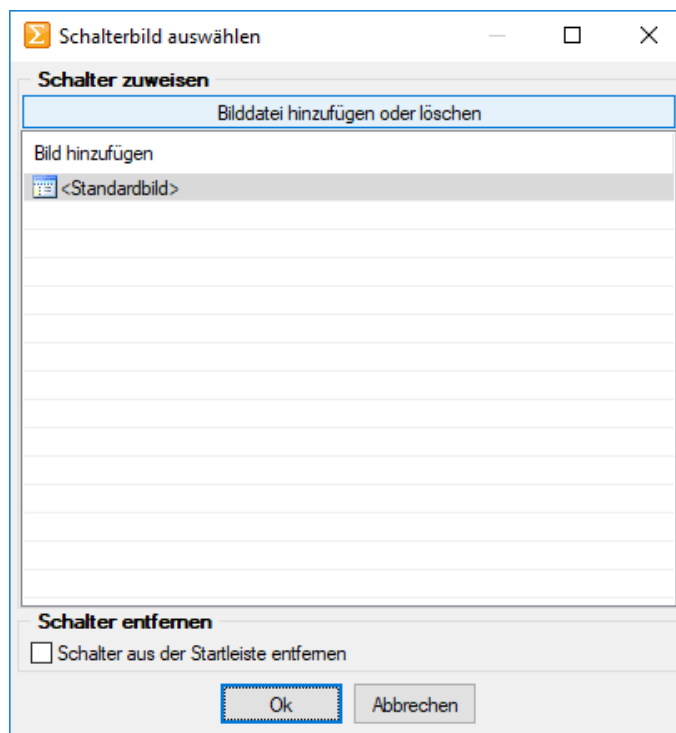 Schalterbild auswählen
Schalter zuweisen
Bilddatei hinzufügen oder löschen
Bild hinzufügen
<Standardbild>
Schalter entfernen
Schalter aus der Startleiste entfernen
Ok Abbrechen